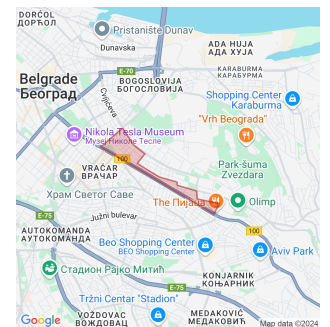 DORĆOL
ДОРЋОЛ
Pristanište Dunav
Dunavska
ADA HUJA
АДА ХУЈА
E-70
KARABURMA
КАРАБУРМА
Belgrade
Београд
BOGOSLOVIJA
БОГОСЛОВИЈА
Cvijićeva
Shopping Center
Karaburma
Nikola Tesla Museum
Музеј Николе Тесле
"Vrh Beograda"
100
Park-šuma
Zvezdara
VRAČAR
ВРАЧАР
Храм Светог Саве
The Пијаца
Olimp
E-75
Južni bulevar
100
AUTOKOMANDA
АУТОКОМАНДА
Beo Shopping Center
BEO Shopping Center
Aviv Park
E-75
Стадион Рајко Митић
KONJARNIK
КОЊАРНИК
Tržni Centar "Stadion"
VOŽDOVAC
ВОЖДОВАЦ
MEDAKOVIĆ
МЕДАКОВИЋ
Google
Map data ©2024